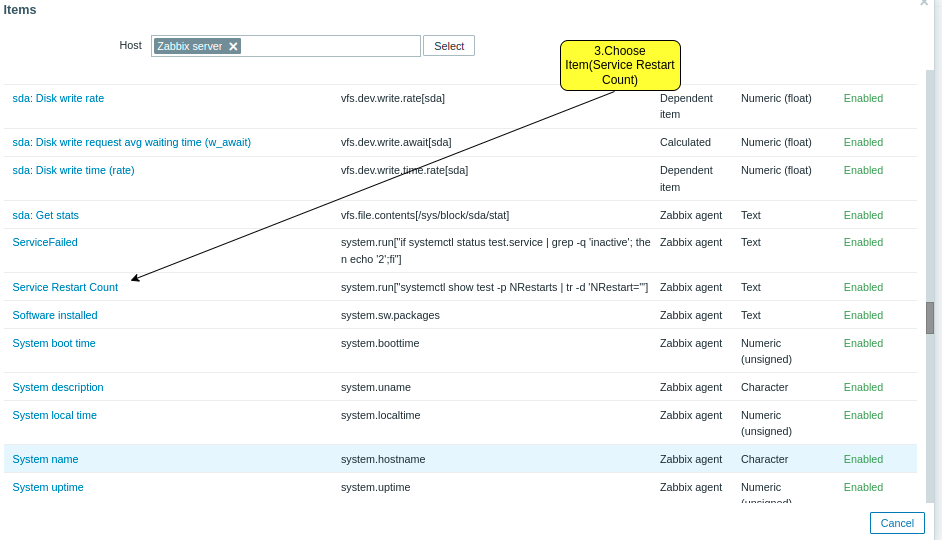 Items
Host Zabbix server × Select
3.Choose
Item(Service Restart
Count)
sda: Disk write rate vfs.dev.write.rate[sda] Dependent item Numeric (float) Enabled
sda: Disk write request avg waiting time (w_await) vfs.dev.write.await[sda] Calculated Numeric (float) Enabled
sda: Disk write time (rate) vfs.dev.write.time.rate[sda] Dependent item Numeric (float) Enabled
sda: Get stats vfs.file.contents[/sys/block/sda/stat] Zabbix agent Text Enabled
ServiceFailed system.run["if systemctl status test.service | grep -q 'inactive'; the Zabbix agent Text Enabled
n echo '2';fi"]
Service Restart Count system.run["systemctl show test -p NRestarts | tr -d 'NRestart='"] Zabbix agent Text Enabled
Software installed system.sw.packages Zabbix agent Text Enabled
System boot time system.boottime Zabbix agent Numeric (unsigned) Enabled
System description system.uname Zabbix agent Character Enabled
System local time system.localtime Zabbix agent Numeric (unsigned) Enabled
System name system.hostname Zabbix agent Character Enabled
System uptime system.uptime Zabbix agent Numeric (unsigned) Enabled
Cancel